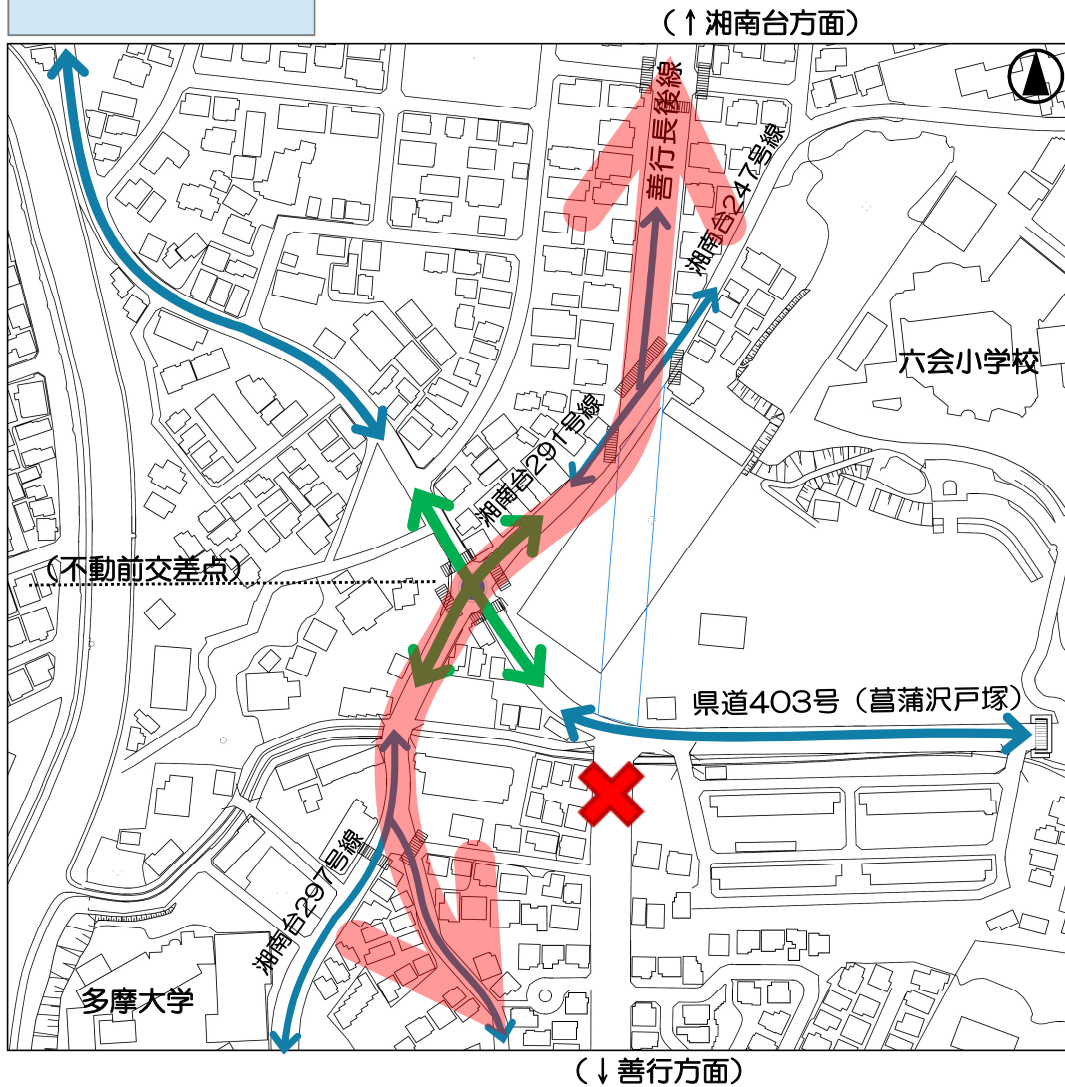 （↑湘南台方面）
善行長後線
湘南台247号線
六会小学校
湘南台291号線
（不動前交差点）
県道403号（菖蒲沢戸塚）
湘南台297号線
多摩大学
（↓善行方面）